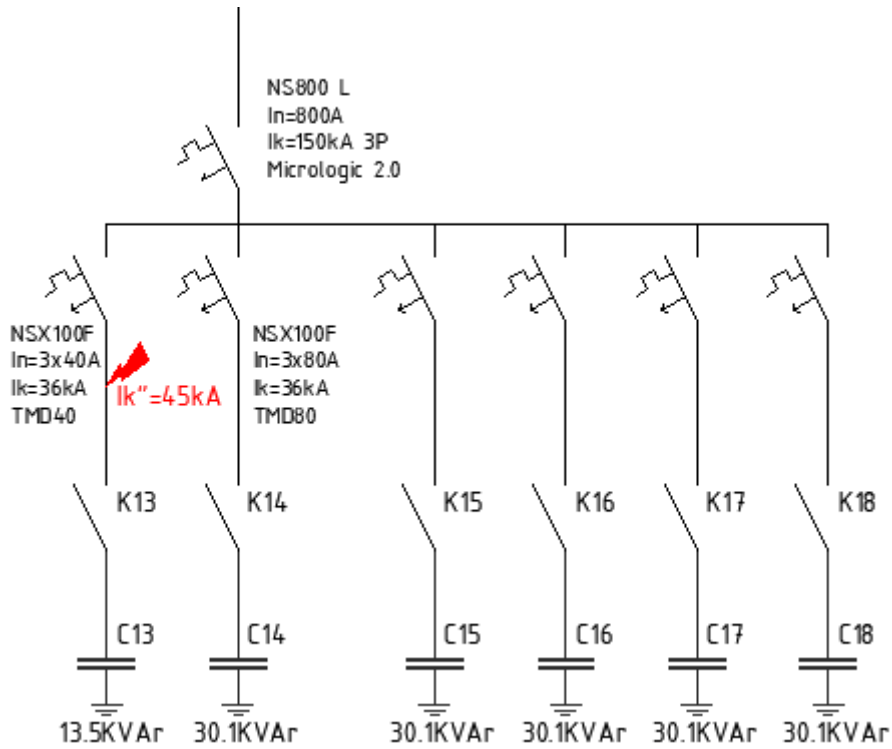 NS800 L
In=800A
Ik=150kA 3P
Micrologic 2.0
NSX100F
In=3x40A
Ik=36kA
TMD40
Ik"=45kA
NSX100F
In=3x80A
Ik=36kA
TMD80
K13
K14
K15
K16
K17
K18
C13
C14
C15
C16
C17
C18
13.5KVAr
30.1KVAr
30.1KVAr
30.1KVAr
30.1KVAr
30.1KVAr